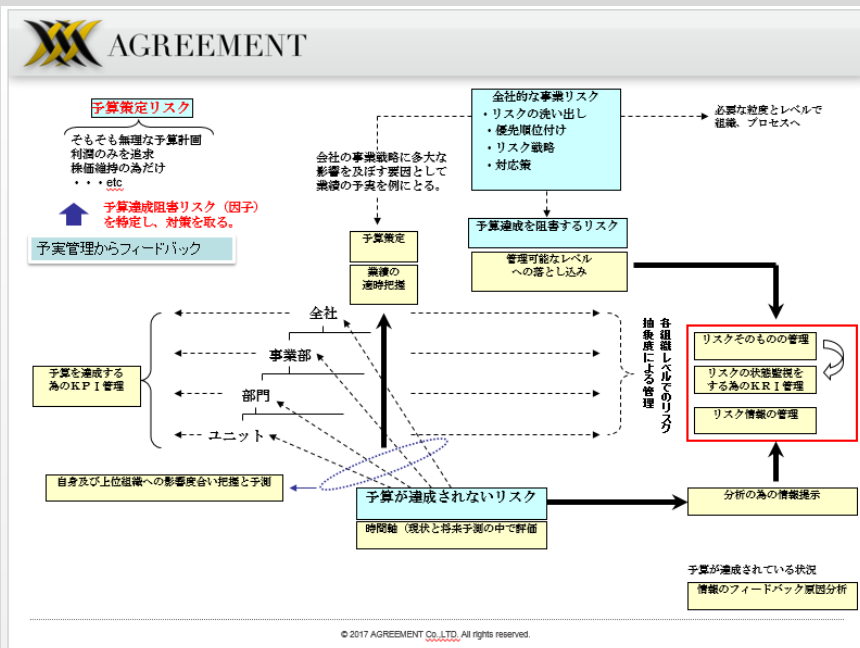 AGREEMENT
予算策定リスク
そもそも無理な予算計画
利潤のみを追求
株価維持の為だけ
・・・etc
予算達成阻害リスク（因子）
を特定し、対策を取る。
予実管理からフィードバック
会社の事業戦略に多大な
影響を及ぼす要因として
業績の予実を例にとる。
全社的な事業リスク
・リスクの洗い出し
・優先順位付け
・リスク戦略
・対応策
必要な粒度とレベルで
組織、プロセスへ
予算策定
業績の
適時把握
予算達成を阻害するリスク
管理可能なレベル
への落とし込み
全社
事業部
部門
ユニット
予算を達成する
為のＫＰＩ管理
各組織レベルでのリスク
抽象度による管理
リスクそのものの管理
リスクの状態監視を
する為のＫＲＩ管理
リスク情報の管理
自身及び上位組織への影響度合い把握と予測
予算が達成されないリスク
時間軸（現状と将来予測の中で評価
分析の為の情報提示
予算が達成されている状況
情報のフィードバック原因分析
© 2017 AGREEMENT Co.,LTD. All rights reserved.